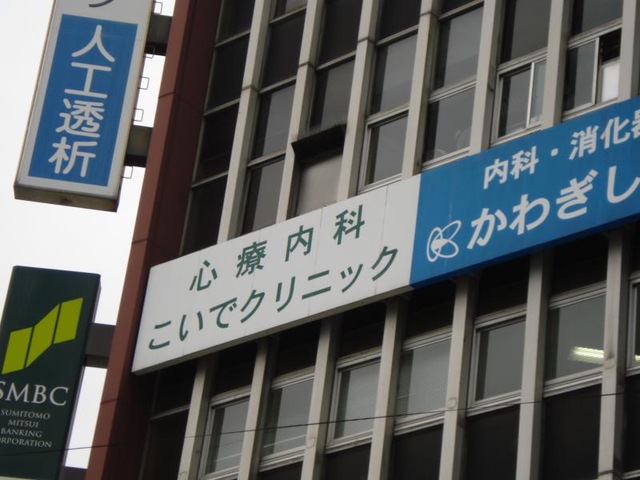 人工透析
心療内科
こいでクリニック
内科・消化器
かわぎし
SMBC
SUMITOMO
MITSUI
BANKING
CORPORATION